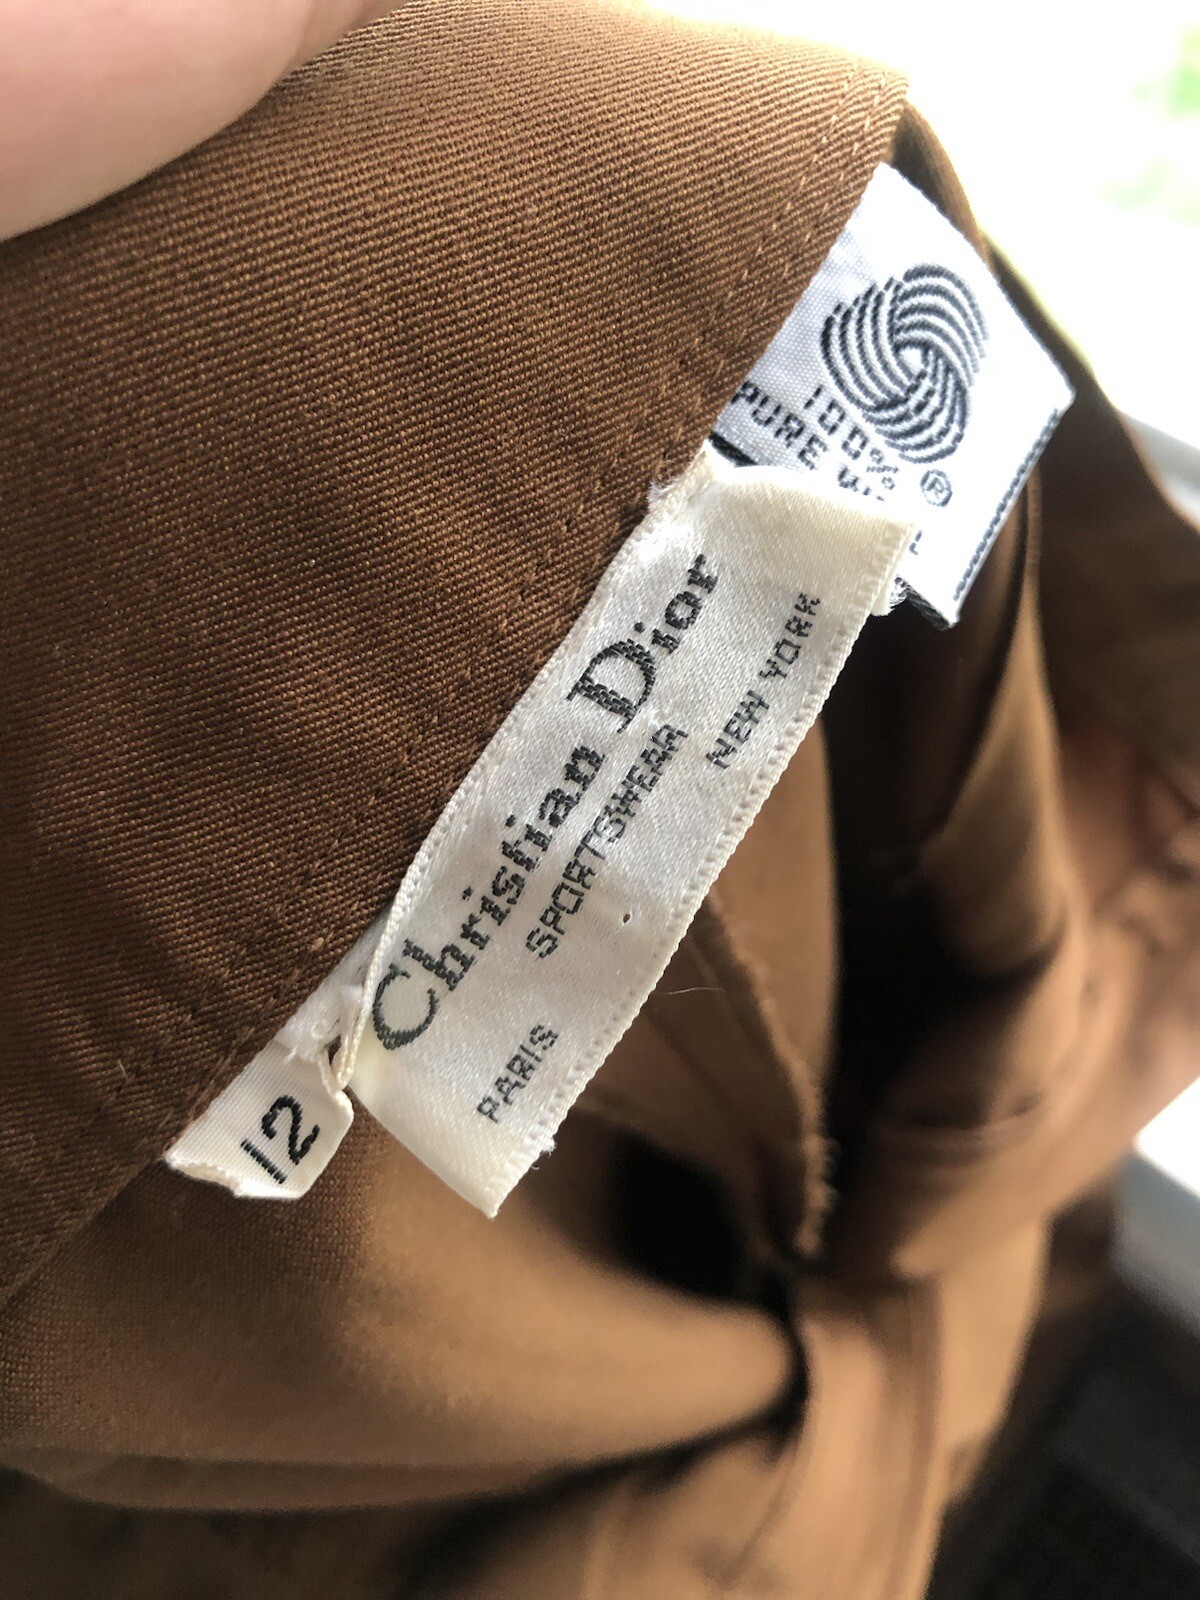 100%
PURE
®
Christian Dior
SPORTSWEAR
PARIS NEW YORK
12